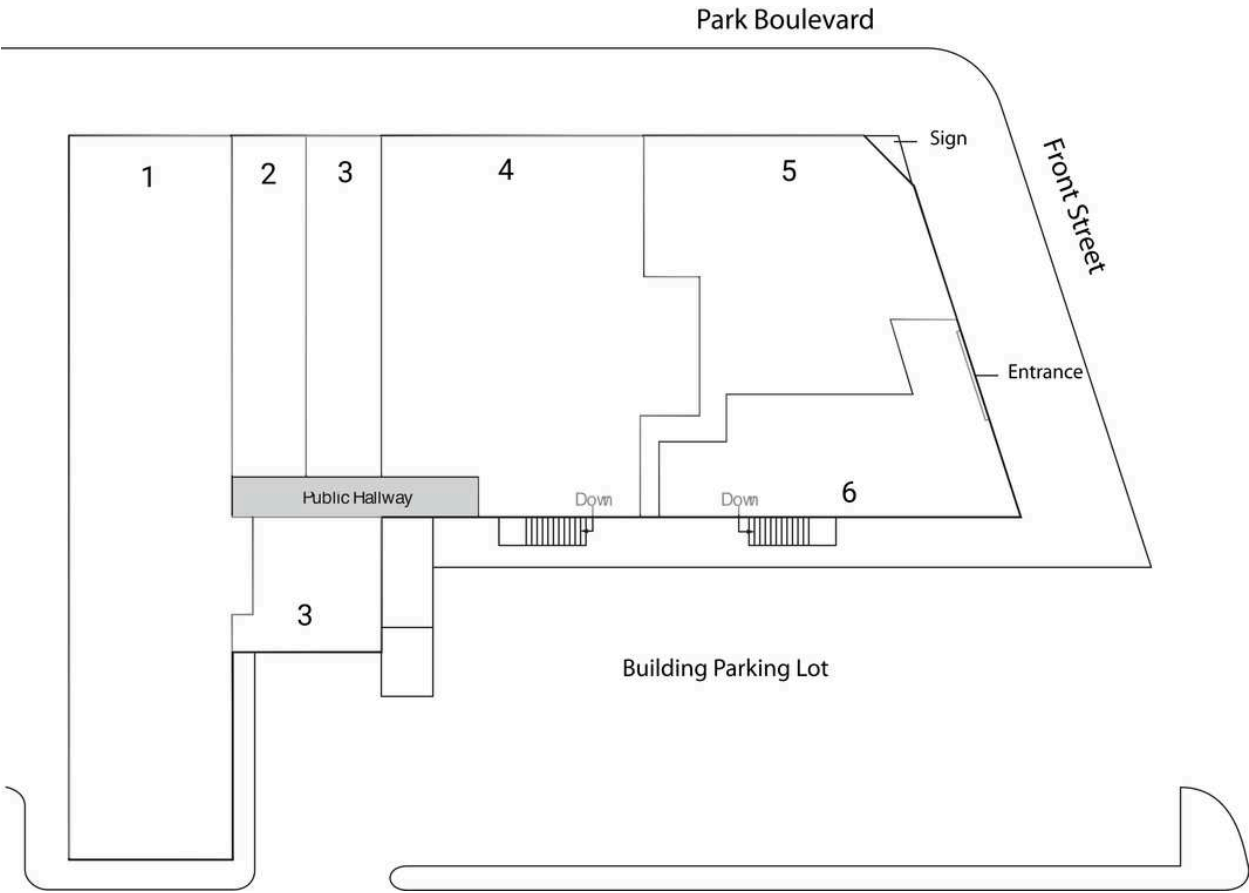 Park Boulevard
Sign
1
2
3
4
5
Front Street
Entrance
Public Hallway
Down
Down
6
3
Building Parking Lot